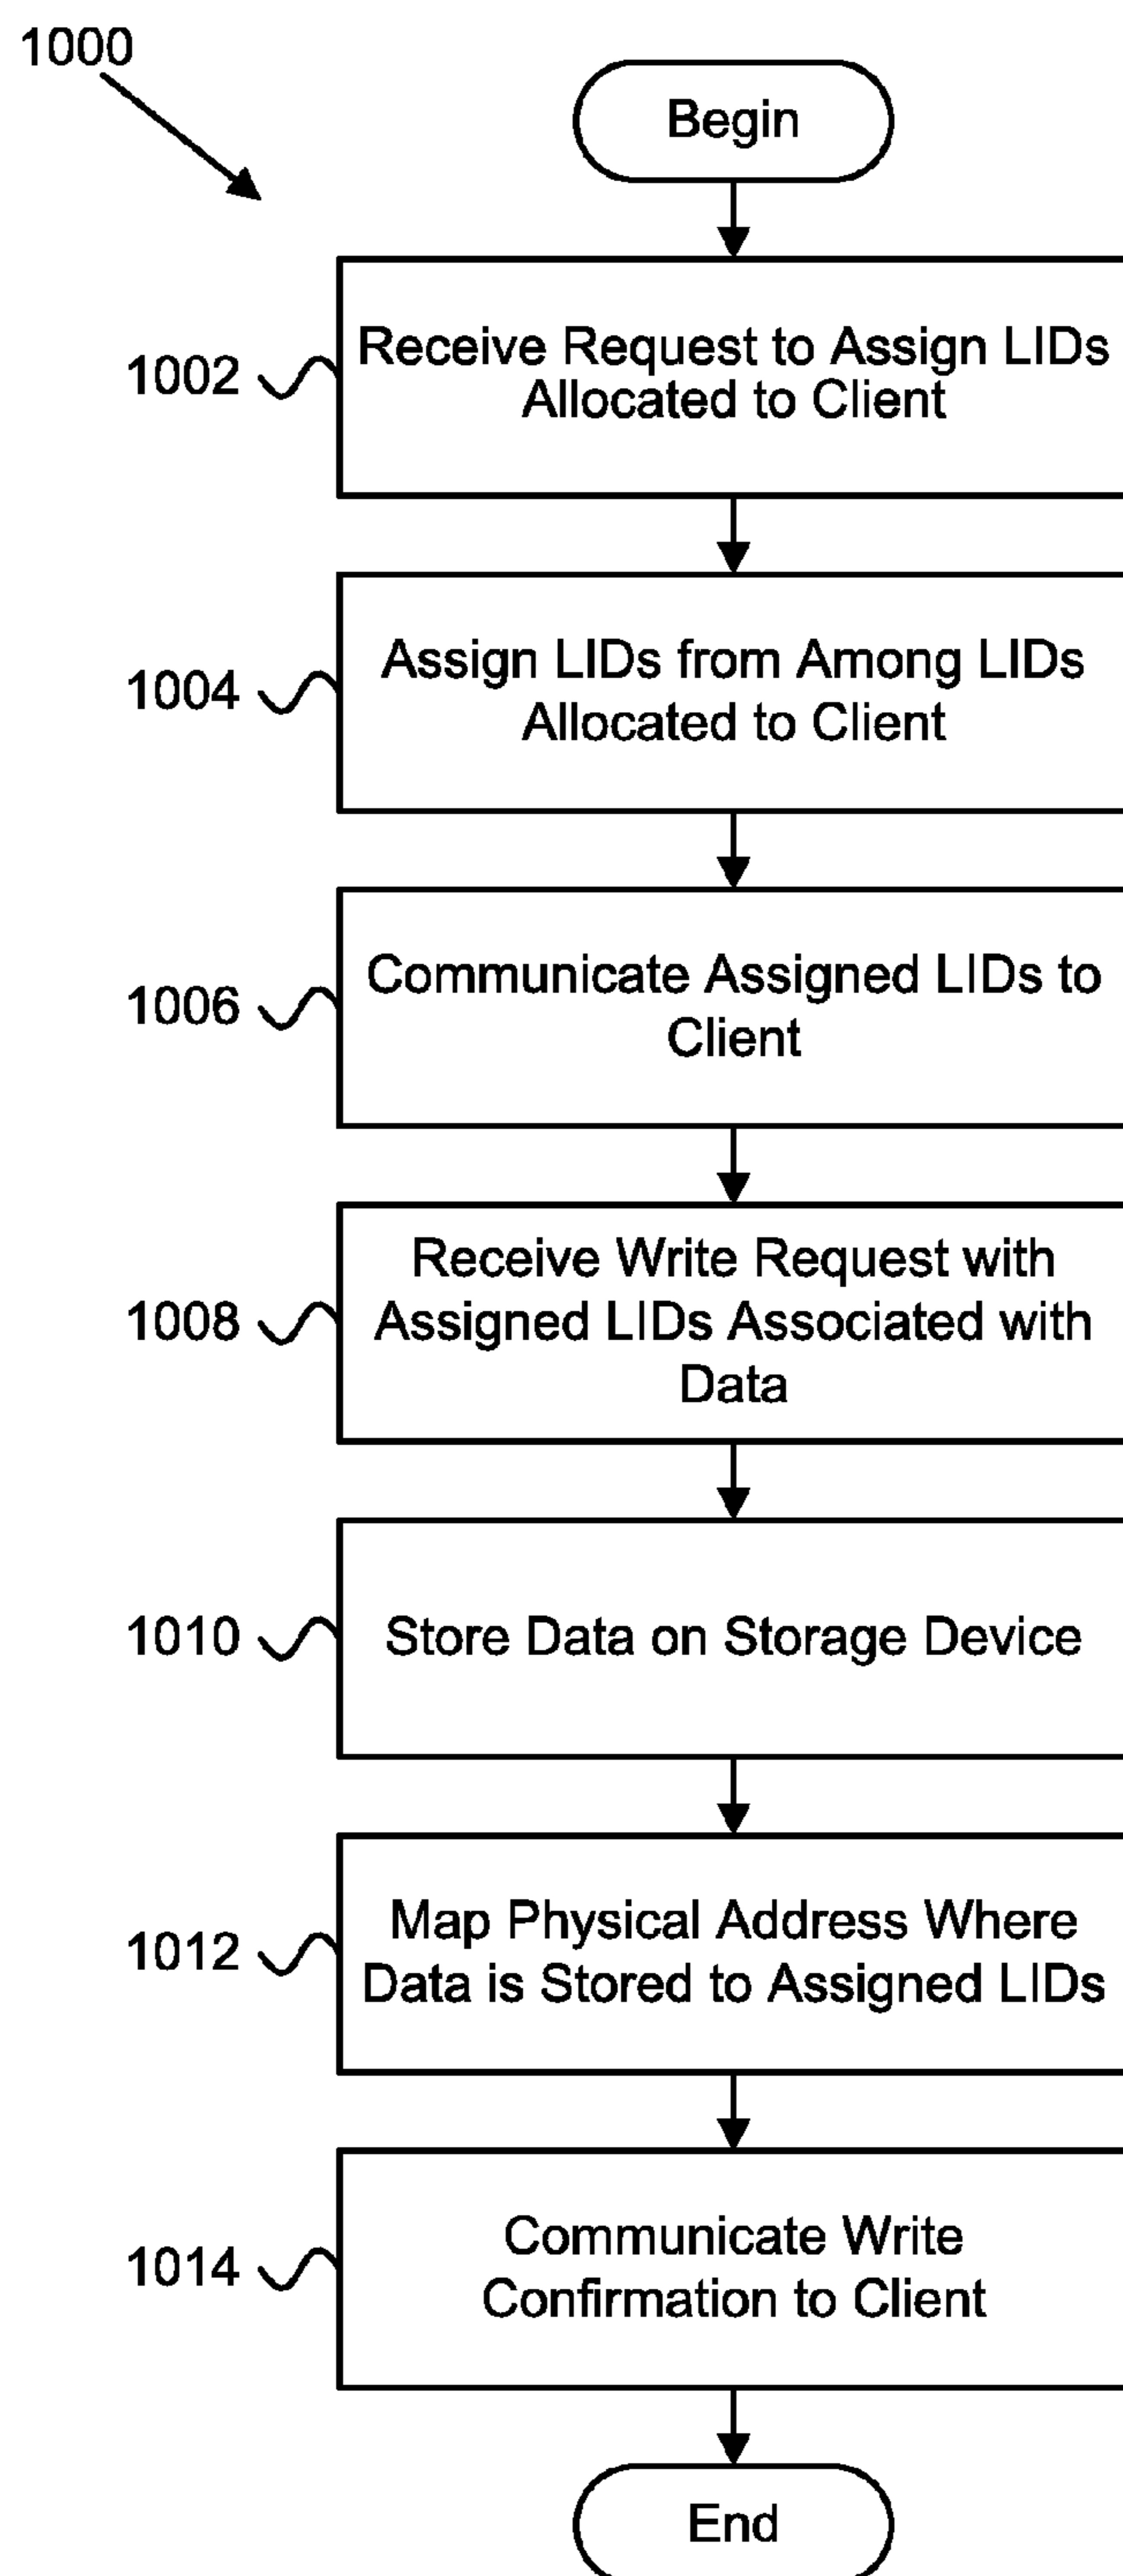 1000
Begin
1002
Receive Request to Assign LIDs
Allocated to Client
1004
Assign LIDs from Among LIDs
Allocated to Client
1006
Communicate Assigned LIDs to
Client
1008
Receive Write Request with
Assigned LIDs Associated with
Data
1010
Store Data on Storage Device
1012
Map Physical Address Where
Data is Stored to Assigned LIDs
1014
Communicate Write
Confirmation to Client
End